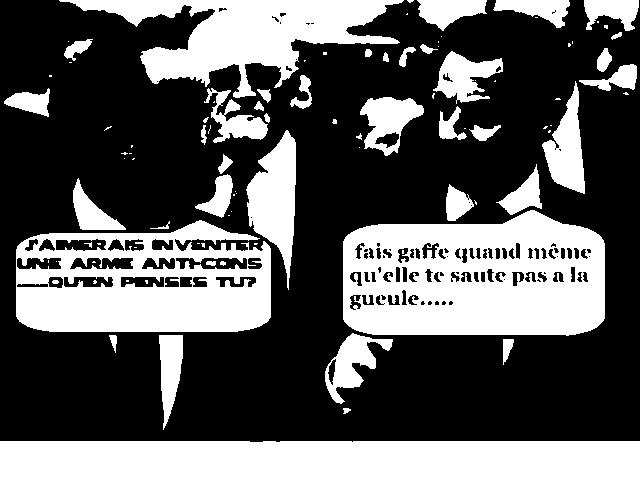 J'AIMERAIS INVENTER
UNE ARME ANTI-CONS
.....QU'EN PENSES TU?
fais gaffe quand même
qu'elle te saute pas a la
gueule.....